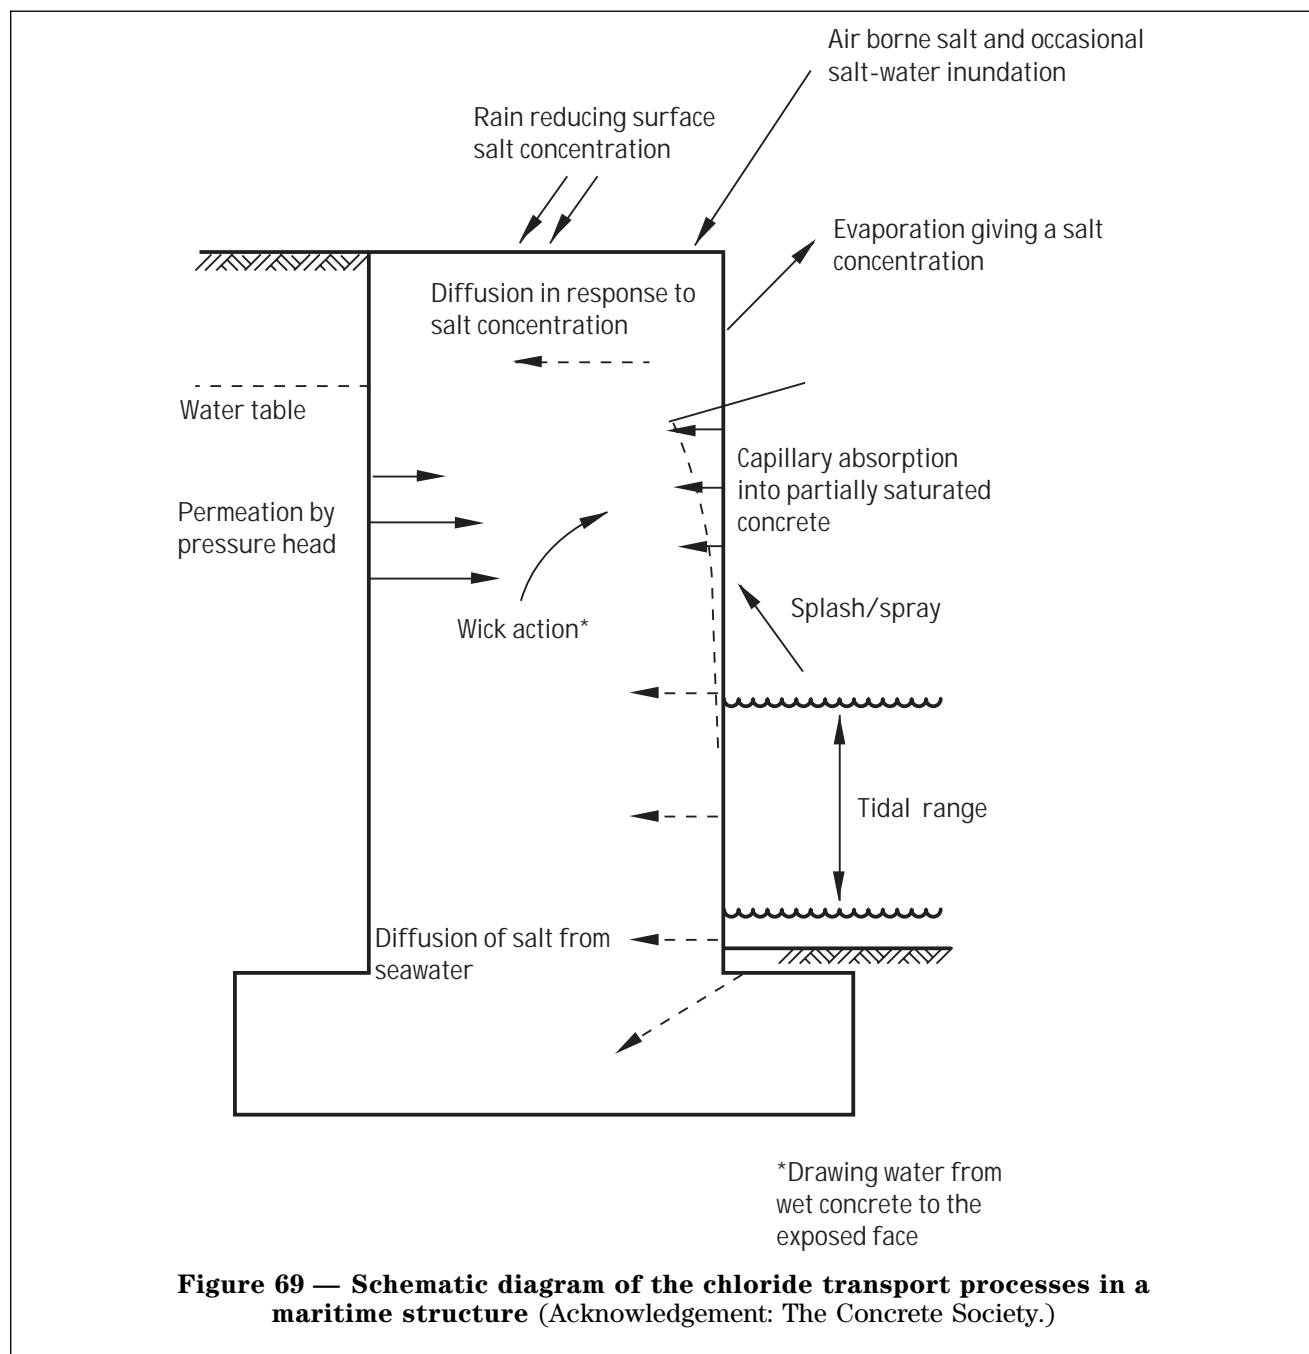 Air borne salt and occasional
salt-water inundation
Rain reducing surface
salt concentration
Evaporation giving a salt
concentration
Diffusion in response to
salt concentration
Water table
Capillary absorption
into partially saturated
concrete
Permeation by
pressure head
Splash/spray
Wick action*
Tidal range
Diffusion of salt from
seawater
*Drawing water from
wet concrete to the
exposed face
Figure 69 — Schematic diagram of the chloride transport processes in a
maritime structure (Acknowledgement: The Concrete Society.)